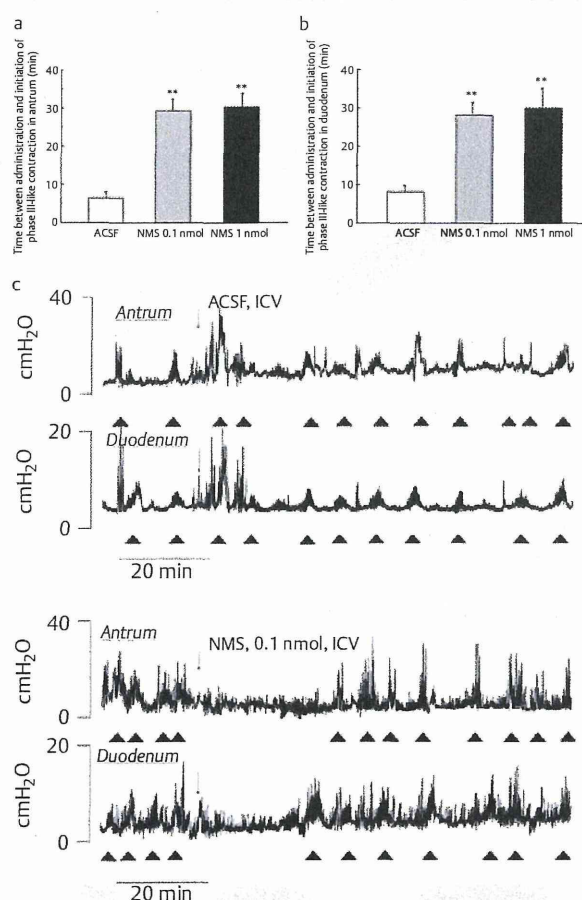 a
b
Time between administration and initiation of
phase III-like contraction in antrum (min)
40
30
20
10
0
**
**
ACSF
NMS 0.1 nmol
NMS 1 nmol
Time between administration and initiation of
phase III-like contraction in duodenum (min)
40
30
20
10
0
**
**
ACSF
NMS 0.1 nmol
NMS 1 nmol
c
40
0
cmH2O
Antrum
ACSF, ICV
20
0
cmH2O
Duodenum
20 min
40
0
cmH2O
Antrum
NMS, 0.1 nmol, ICV
20
0
cmH2O
Duodenum
20 min